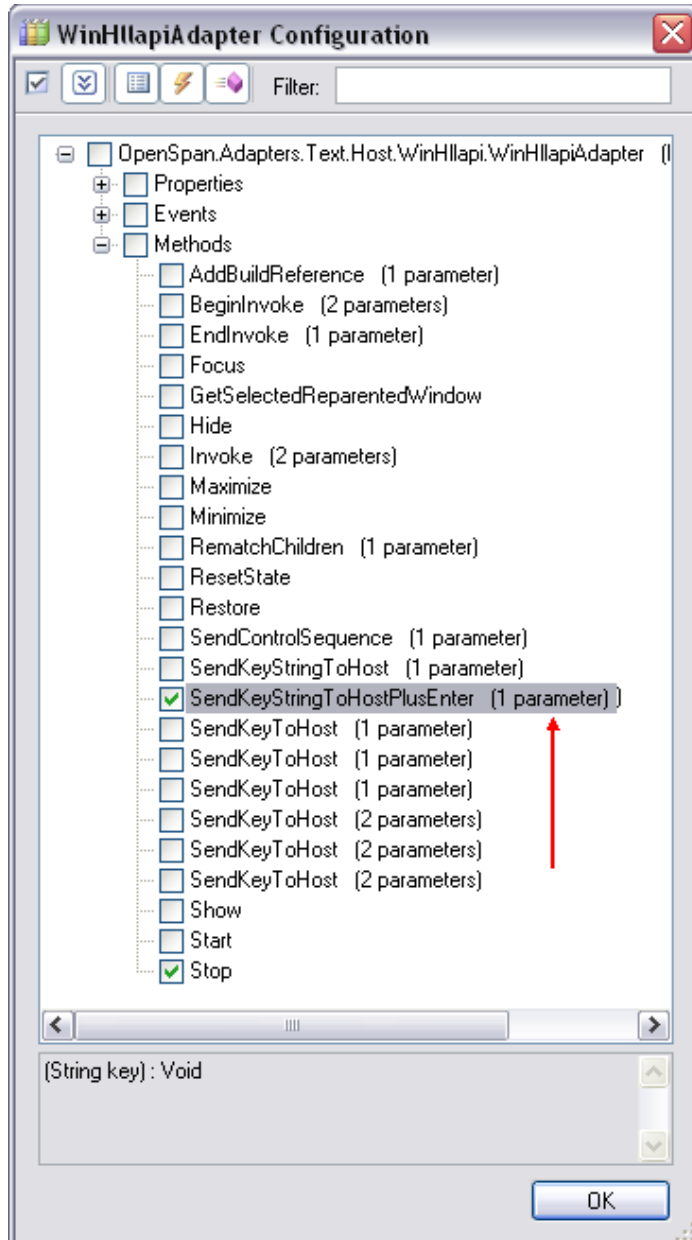 WinHllapiAdapter Configuration
Filter:
OpenSpan.Adapters.Text.Host.WinHllapi.WinHllapiAdapter (I
Properties
Events
Methods
AddBuildReference (1 parameter)
BeginInvoke (2 parameters)
EndInvoke (1 parameter)
Focus
GetSelectedReparentedWindow
Hide
Invoke (2 parameters)
Maximize
Minimize
RematchChildren (1 parameter)
ResetState
Restore
SendControlSequence (1 parameter)
SendKeyStringToHost (1 parameter)
SendKeyStringToHostPlusEnter (1 parameter) )
SendKeyToHost (1 parameter)
SendKeyToHost (1 parameter)
SendKeyToHost (1 parameter)
SendKeyToHost (2 parameters)
SendKeyToHost (2 parameters)
SendKeyToHost (2 parameters)
Show
Start
Stop
(String key) : Void
OK